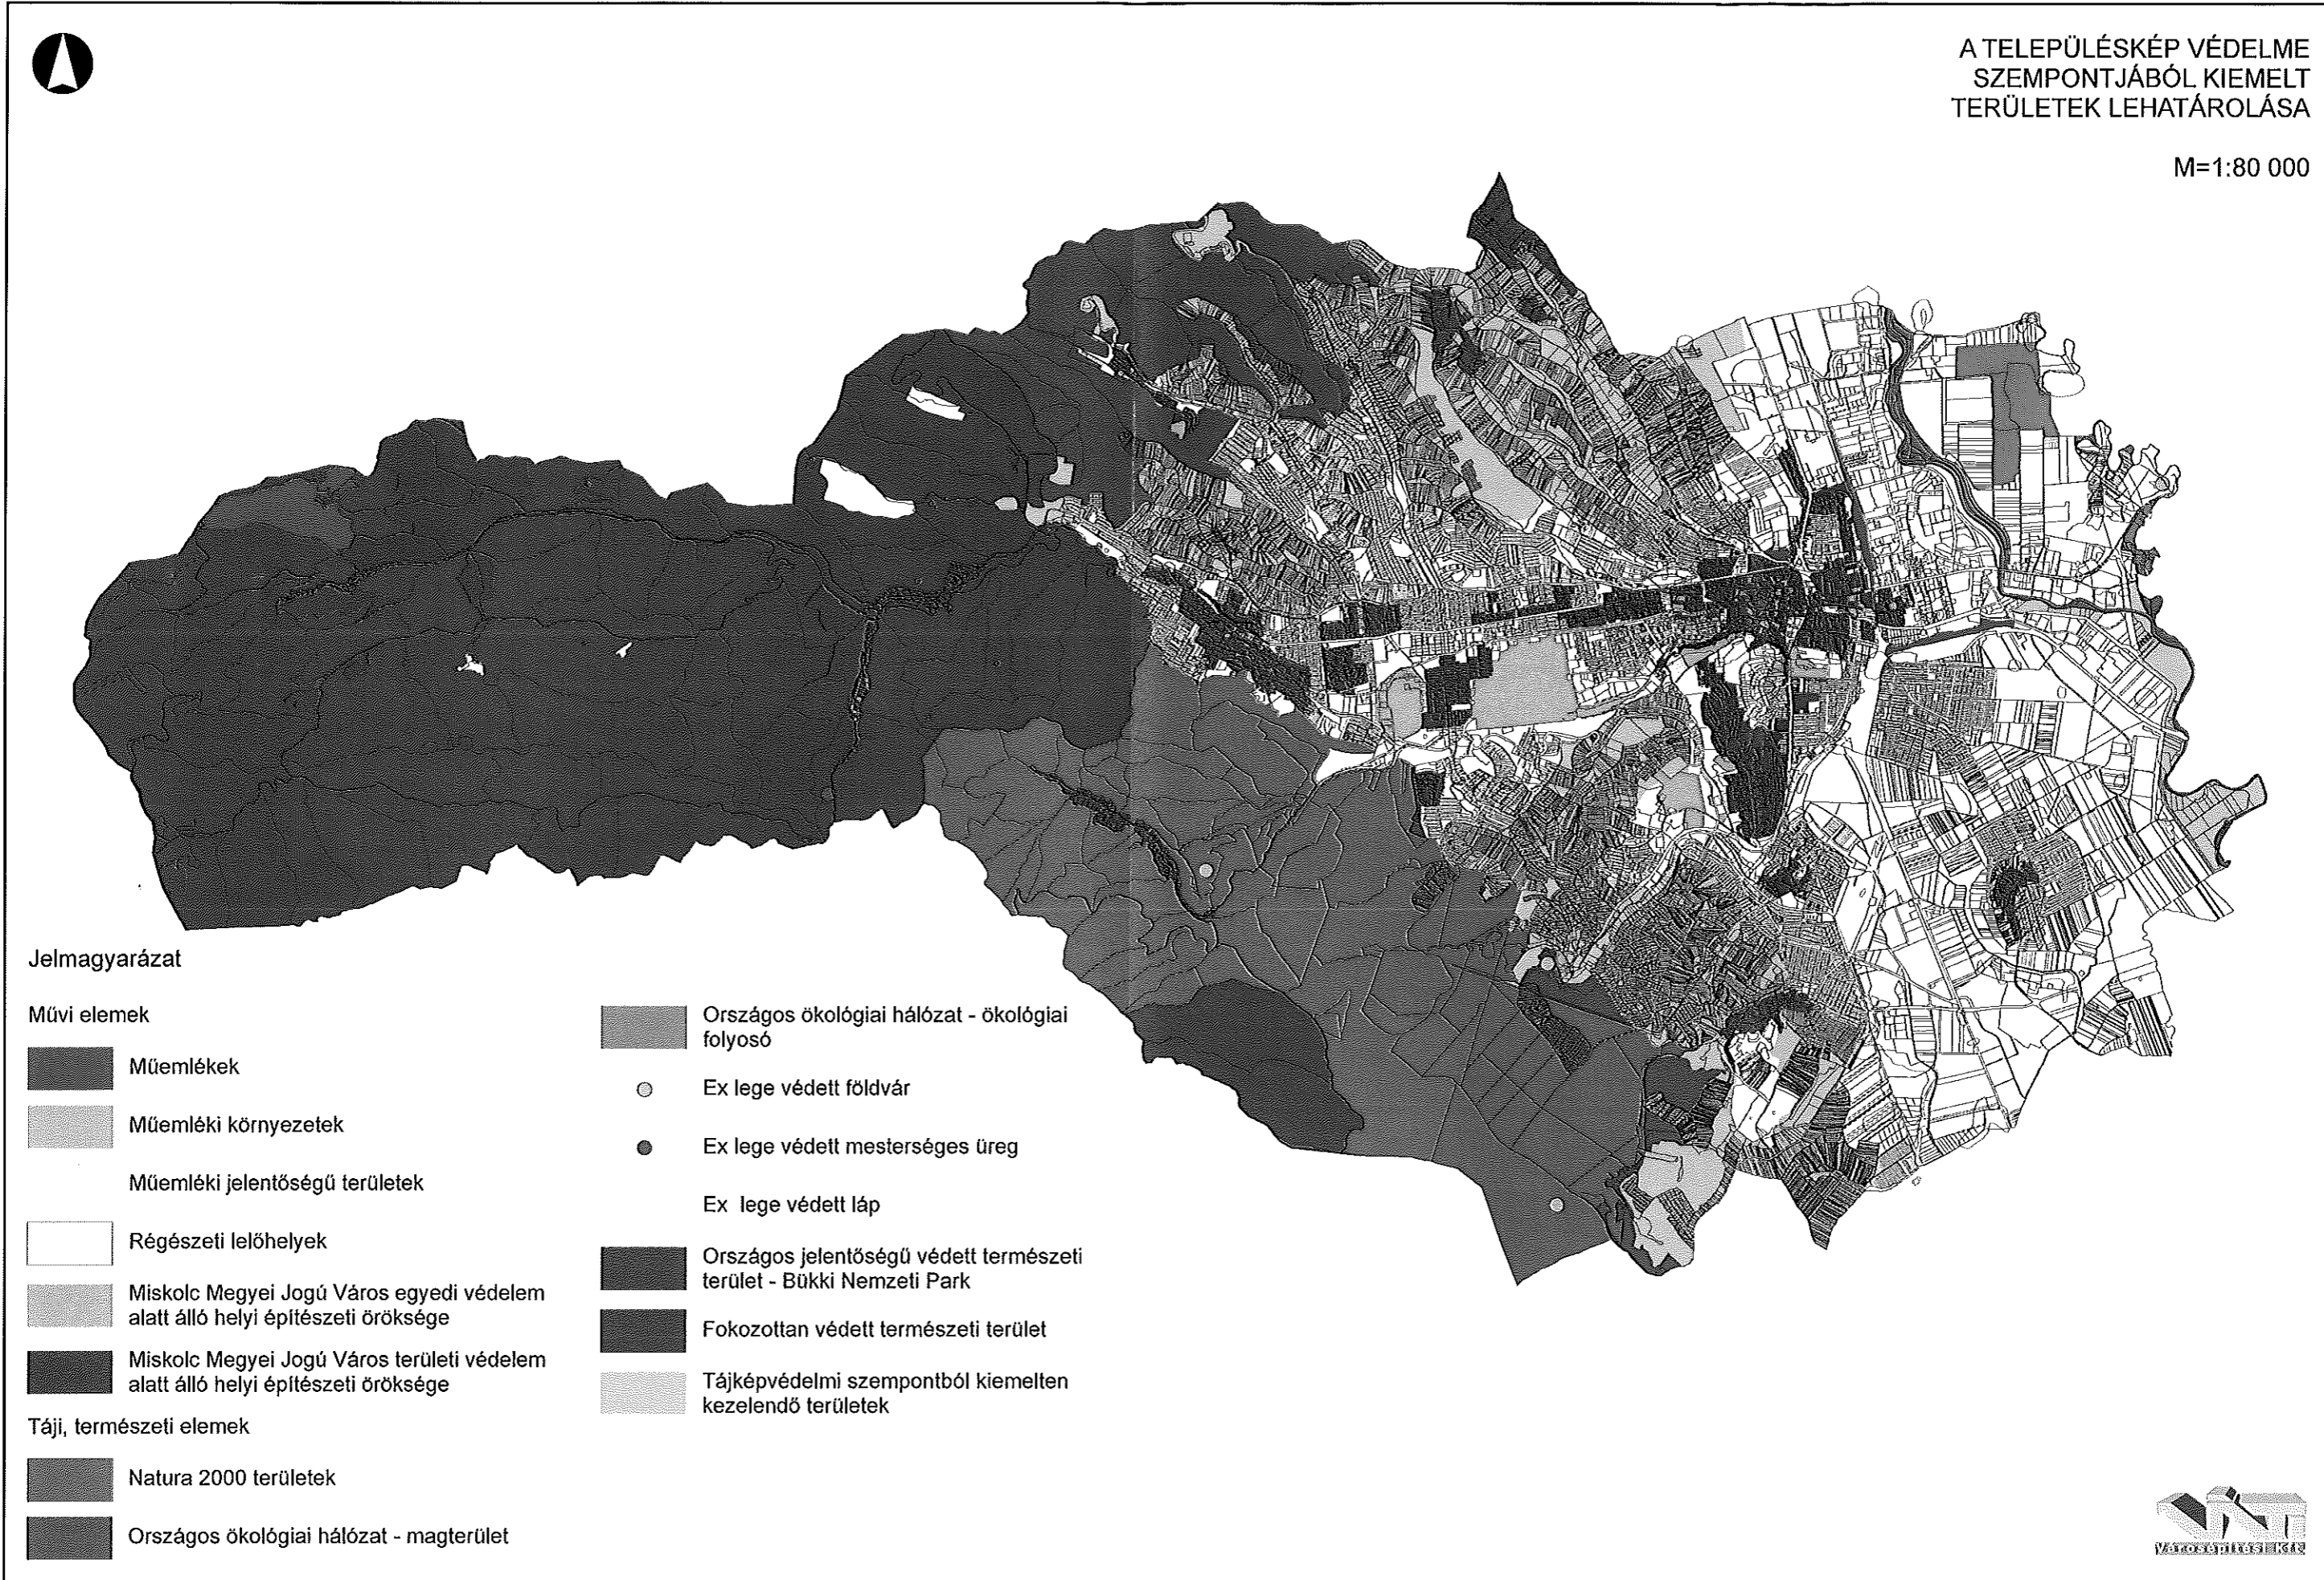 A TELEPÜLÉSKÉP VÉDELME
SZEMPONTJÁBÓL KIEMELT
TERÜLETEK LEHATÁROLÁSA
M=1:80 000
Jelmagyarázat
Művi elemek
Műemlékek
Műemléki környezetek
Műemléki jelentőségű területek
Régészeti lelőhelyek
Miskolc Megyei Jogú Város egyedi védelem
alatt álló helyi építészeti öröksége
Miskolc Megyei Jogú Város területi védelem
alatt álló helyi építészeti öröksége
Táji, természeti elemek
Natura 2000 területek
Országos ökológiai hálózat - magterület
Országos ökológiai hálózat - ökológiai
folyosó
Ex lege védett földvár
Ex lege védett mesterséges üreg
Ex lege védett láp
Országos jelentőségű védett természeti
terület - Bükki Nemzeti Park
Fokozottan védett természeti terület
Tájképvédelmi szempontból kiemelten
kezelendő területek
VÁTI
Városépítési Kft.